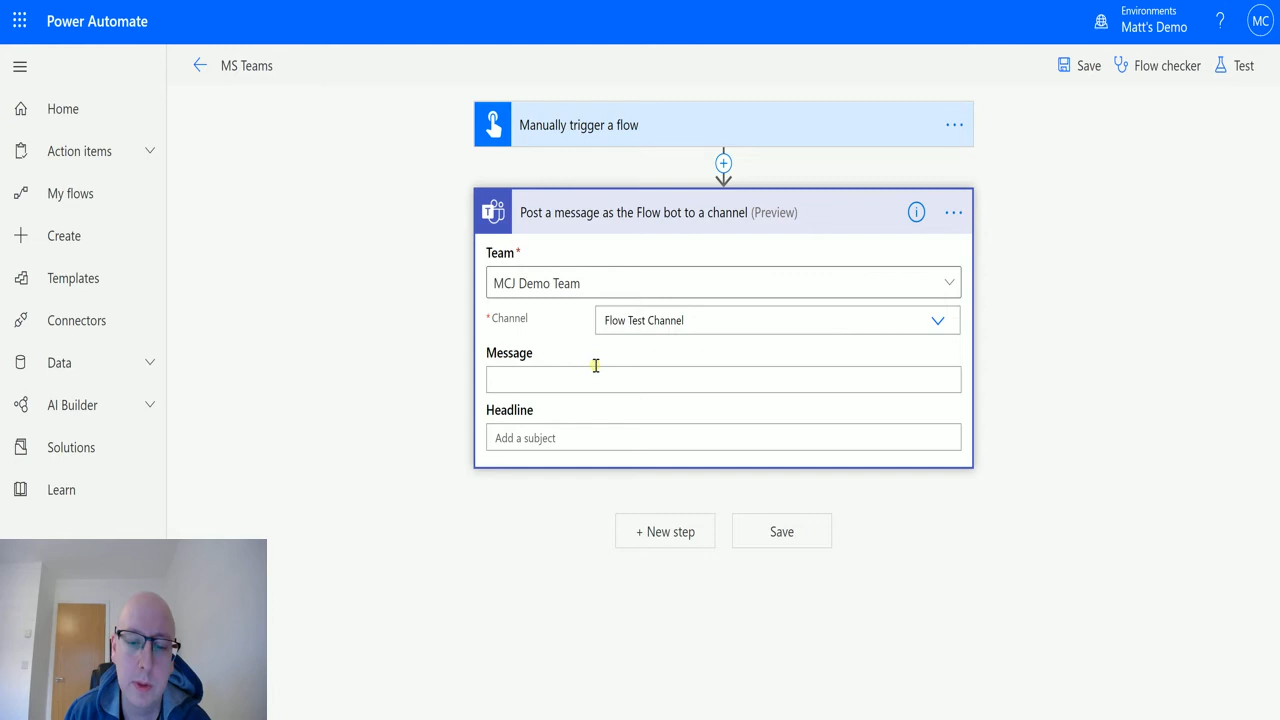 Power Automate
Environments
Matt's Demo
?
MC
MS Teams
Save
Flow checker
Test
Home
Action items
My flows
Create
Templates
Connectors
Data
AI Builder
Solutions
Learn
Manually trigger a flow
...
Post a message as the Flow bot to a channel (Preview)
...
Team *
MCJ Demo Team
* Channel
Flow Test Channel
Message
Headline
Add a subject
+ New step
Save